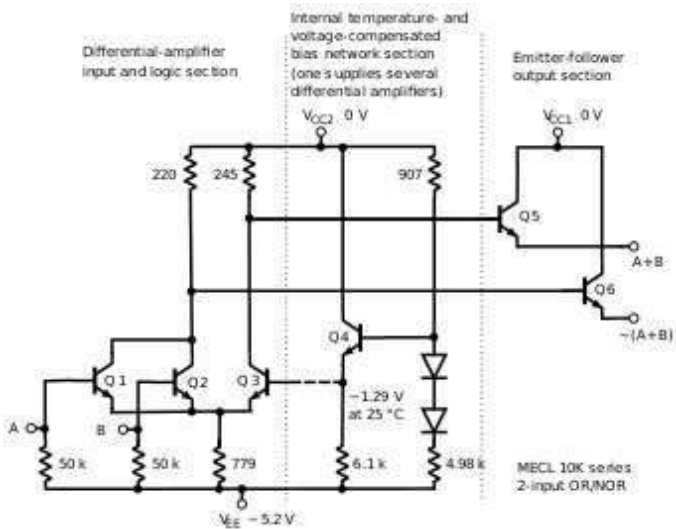 Internal temperature- and
voltage-compensated
bias network section
(one's upplies several
differential amplifiers)
Differential-amplifier
input and logic section
Emitter-follower
output section
VCC2 0 V
VCC1 0 V
220
245
907
Q5
A+B
Q6
~(A+B)
Q4
Q1
Q2
Q3
−1.29 V
at 25 °C
A
B
50 k
50 k
779
6.1 k
4.98 k
MECL 10K series
2-input OR/NOR
VEE −5.2 V